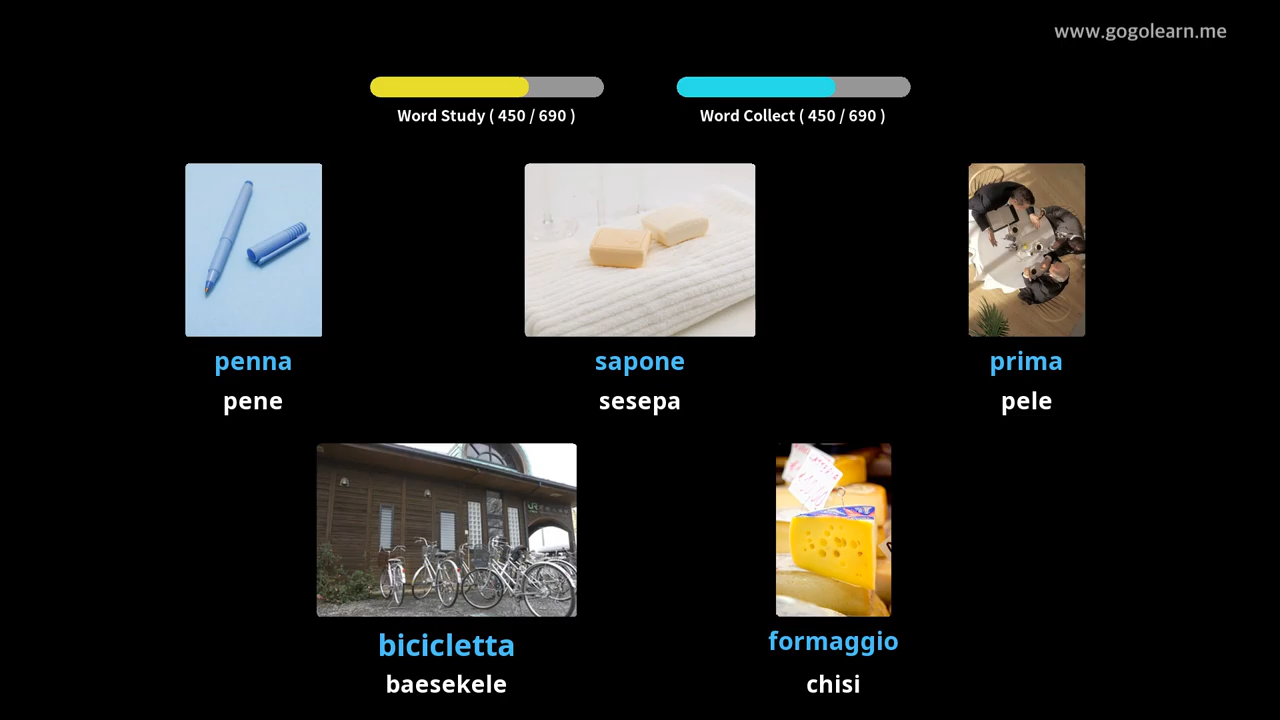 www.gogolearn.me
Word Study ( 450 / 690 )
Word Collect ( 450 / 690 )
penna
pene
sapone
sesepa
prima
pele
JR
bicicletta
baesekele
formaggio
chisi